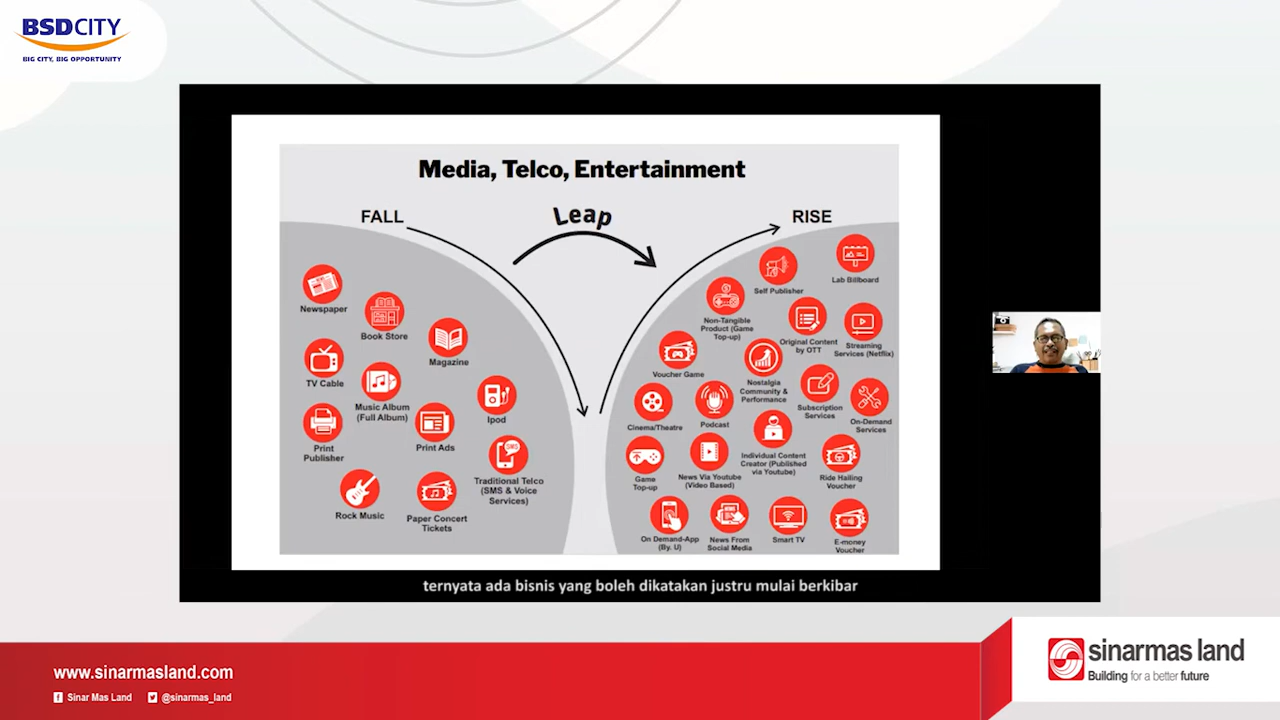 BSDCITY
BIG CITY, BIG OPPORTUNITY
Media, Telco, Entertainment
FALL
Leap
RISE
Newspaper
Book Store
Magazine
TV Cable
Music Album
(Full Album)
Ipod
Print
Publisher
Print Ads
Traditional Telco
(SMS & Voice
Services)
SMS
Rock Music
Paper Concert
Tickets
Self Publisher
Lab Billboard
Non-Tangible
Product (Game
Top-up)
Original Content
by OTT
Streaming
Services (Netflix)
Voucher Game
Nostalgia
Community &
Performance
Subscription
Services
On-Demand
Services
Cinema/Theatre
Podcast
Individual Content
Creator (Published
via Youtube)
Game
Top-up
News Via Youtube
(Video Based)
Ride Hailing
Voucher
On Demand-App
(By. U)
News From
Social Media
Smart TV
E-money
Voucher
ternyata ada bisnis yang boleh dikatakan justru mulai berkibar
www.sinarmasland.com
Sinar Mas Land
@sinarmas_land
sinarmas land
Building for a better future